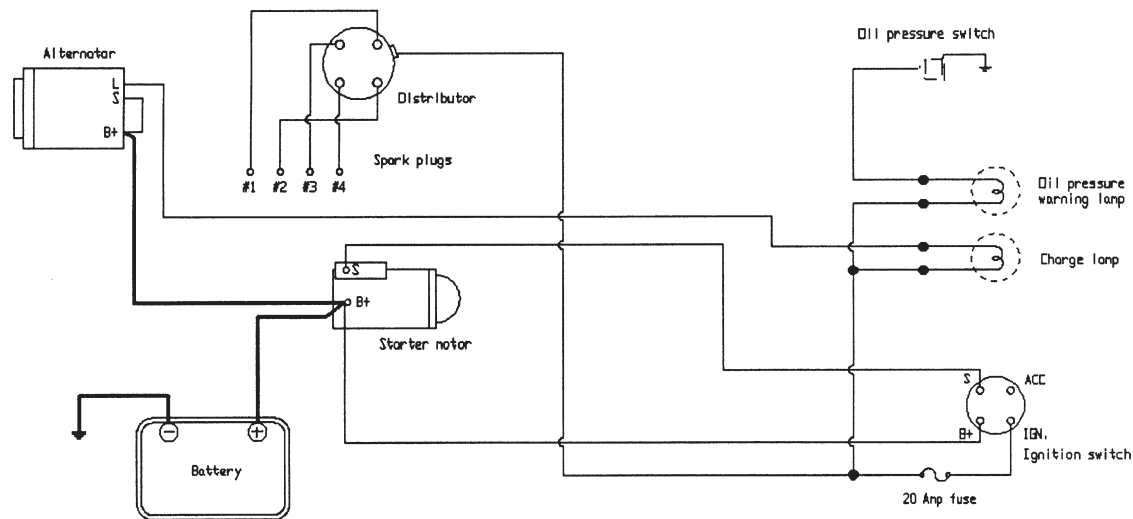 Alternator
L
S
B+
Distributor
Spark plugs
#1 #2 #3 #4
Oil pressure switch
Oil pressure
warning lamp
Charge lamp
S
B+
Starter motor
S
ACC
B+
IGN.
Ignition switch
20 Amp fuse
- +
Battery